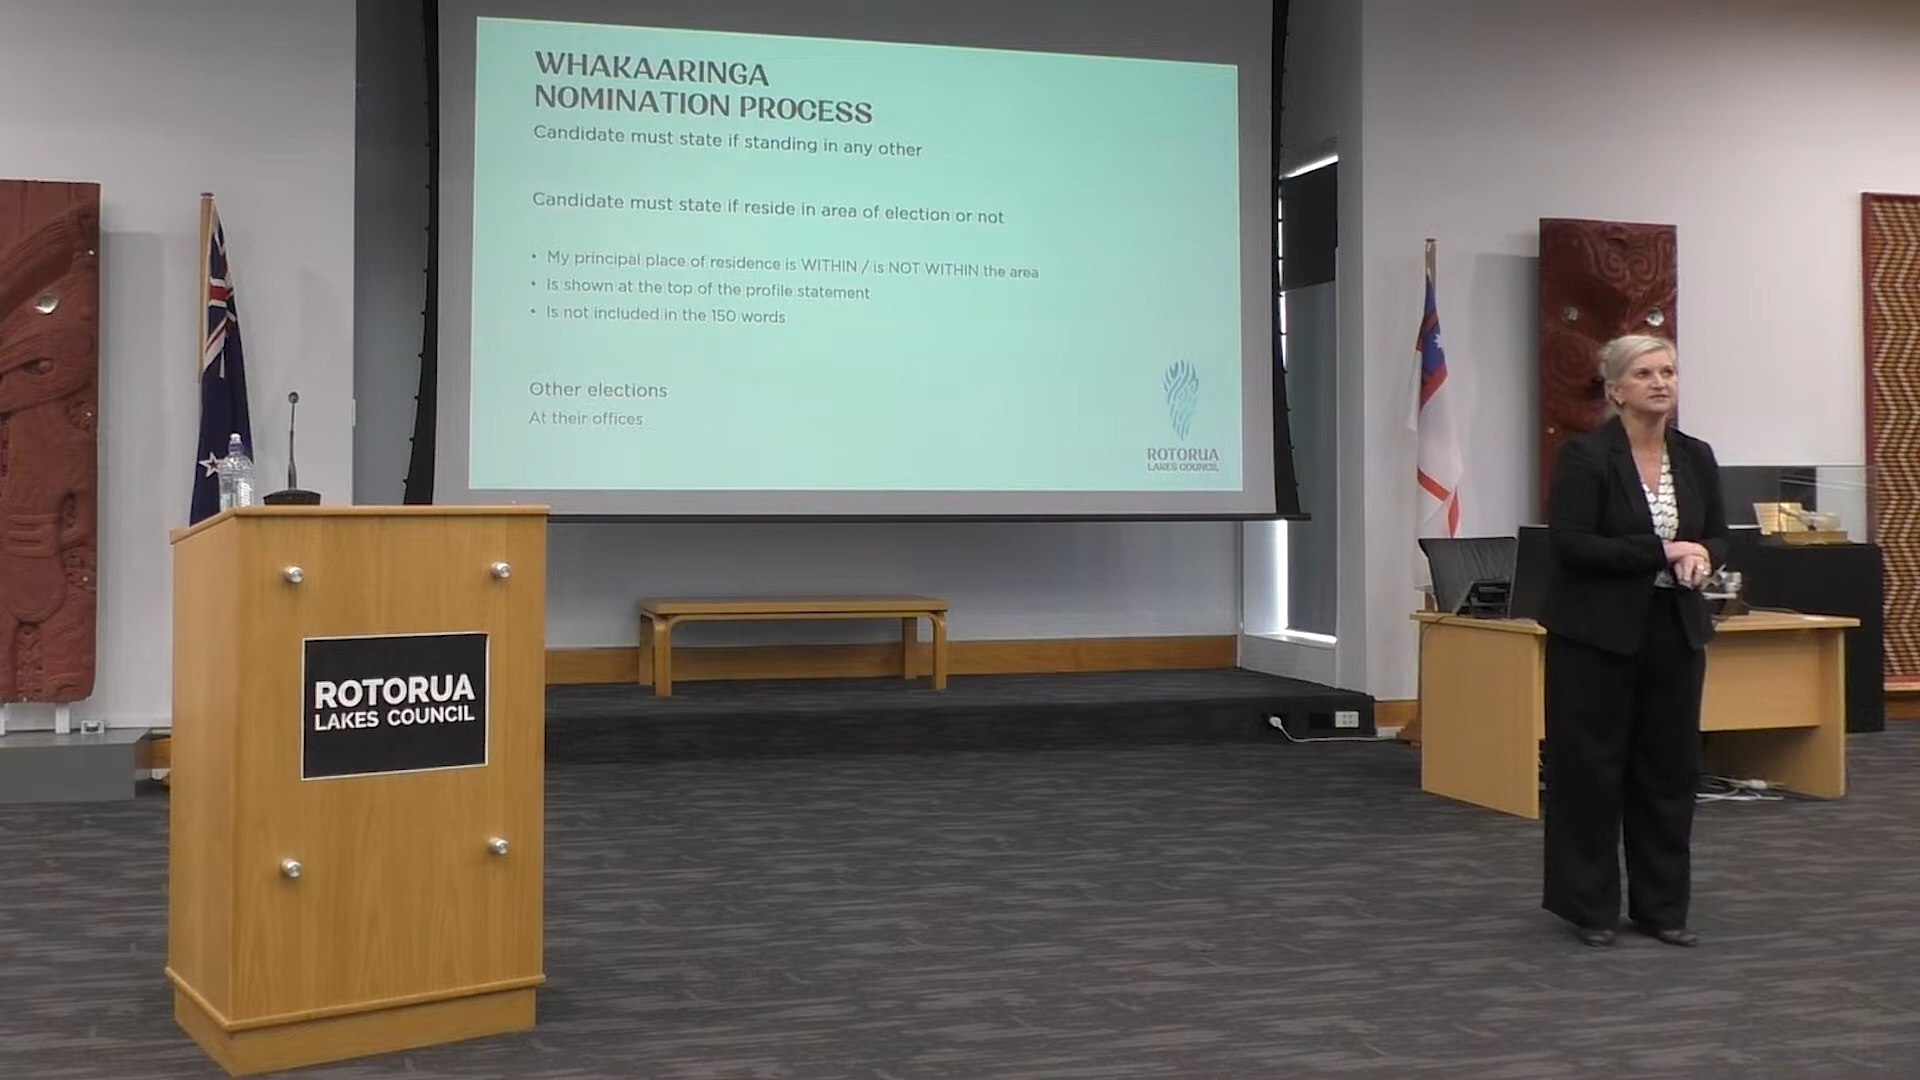 WHAKAARINGA
NOMINATION PROCESS
Candidate must state if standing in any other
Candidate must state if reside in area of election or not
• My principal place of residence is WITHIN / is NOT WITHIN the area
• Is shown at the top of the profile statement
• Is not included in the 150 words
Other elections
At their offices
ROTORUA
LAKES COUNCIL
ROTORUA
LAKES COUNCIL